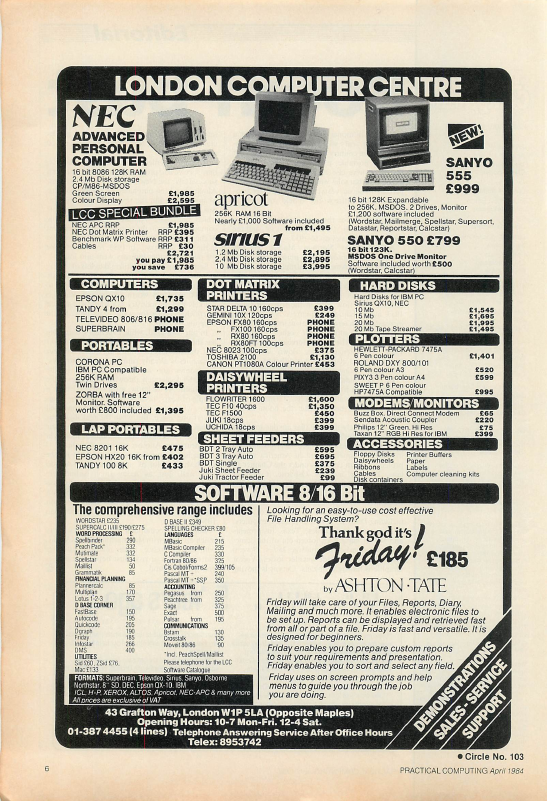 LONDON COMPUTER CENTRE
NEC
ADVANCED
PERSONAL
COMPUTER
16 bit 8086 128K RAM
2.4 Mb Disk storage
CP/M86-MSDOS
Green Screen £1,985
Colour Display £2,595
LCC SPECIAL BUNDLE
NEC APC RRP £1,985
NEC Dot Matrix Printer RRP £395
Benchmark WP Software RRP £311
Cables RRP £30
£2,721
you pay £1,985
you save £736
apricot
256K RAM 16 Bit
Nearly £1,000 Software included
from £1,495
SIRIUS 1
1.2 Mb Disk storage £2,195
2.4 Mb Disk storage £2,895
10 Mb Disk storage £3,995
NEW!
SANYO
555
£999
16 bit 128K Expandable
to 256K. MSDOS. 2 Drives, Monitor
£1,200 software included
(Wordstar, Mailmerge, Spellstar, Supersort,
Datastar, Reportstar, Calcstar)
SANYO 550 £799
16 bit 123K.
MSDOS One Drive Monitor
Software included worth £500
(Wordstar, Calcstar)
COMPUTERS
EPSON QX10 £1,735
TANDY 4 from £1,299
TELEVIDEO 806/816 PHONE
SUPERBRAIN PHONE
PORTABLES
CORONA PC
IBM PC Compatible
256K RAM
Twin Drives £2,295
ZORBA with free 12"
Monitor. Software
worth £800 included £1,395
LAP PORTABLES
NEC 8201 16K £475
EPSON HX20 16K from £402
TANDY 100 8K £433
DOT MATRIX
PRINTERS
STAR DELTA 10 160cps £399
GEMINI 10X 120cps £249
EPSON FX80 160cps PHONE
,, FX100 160cps PHONE
,, RX80 160cps PHONE
,, RX80FT 100cps PHONE
NEC 8023 100cps £375
TOSHIBA 2100 £1,130
CANON PT1080A Colour Printer £453
DAISYWHEEL
PRINTERS
FLOWRITER 1600 £1,600
TEC F10 40cps £1,350
TEC F1500 £450
JUKI 18cps £399
UCHIDA 18cps £399
SHEET FEEDERS
BDT 2 Tray Auto £595
BDT 3 Tray Auto £695
BDT Single £375
Juki Sheet Feeder £239
Juki Tractor Feeder £99
HARD DISKS
Hard Disks for IBM PC
Sirius QX10, NEC
10 Mb £1,545
15 Mb £1,695
20 Mb £1,995
20 Mb Tape Streamer £1,495
PLOTTERS
HEWLETT-PACKARD 7475A
6 Pen colour £1,401
ROLAND DXY 800/101
6 Pen colour A3 £520
PIXY3 3 Pen colour A4 £599
SWEET P 6 Pen colour
HP7475A Compatible £995
MODEMS/MONITORS
Buzz Box. Direct Connect Modem £65
Sendata Acoustic Coupler £220
Philips 12" Green. Hi Res £75
Taxan 12" RGB Hi Res for IBM £399
ACCESSORIES
Floppy Disks Printer Buffers
Daisywheels Paper
Ribbons Labels
Cables Computer cleaning kits
Disk containers
SOFTWARE 8/16 Bit
The comprehensive range includes
WORDSTAR £235
SUPERCALC II/III £190/£275
WORD PROCESSING £
Spellbinder 290
Peach Pack* 332
Multimate 332
Spellstar 134
Mailist 50
Grammatik 85
FINANCIAL PLANNING
Plannercalc 85
Multiplan 170
Lotus 1-2-3 357
D BASE CORNER
FastBase 150
Autocode 195
Quickcode 205
Dgraph 190
Friday 185
Infostar 266
DMS 400
UTILITIES
Sid £60, ZSid £76,
Mac £133
D BASE II £349
SPELLING CHECKER £80
LANGUAGES £
MBasic 215
MBasic Compiler 235
C Compiler 330
Fortran 80/86 375
Cis Cobol/Forms2 399/105
Pascal MT + 240
Pascal MT +SSP 350
ACCOUNTING
Pegasus from 250
Peachtree from 325
Sage 375
Exact 500
Pulsar from 195
COMMUNICATIONS
Bstam 130
Crosstalk 135
Moveit 80/86 90
*Incl. PeachSpell/Mailist
Please telephone for the LCC
Software Catalogue
FORMATS: Superbrain, Televideo, Sirius, Sanyo, Osborne
Northstar. 8" SD. DEC, Epson QX-10, IBM
ICL, H-P, XEROX, ALTOS, Apricot, NEC-APC & many more
All prices are exclusive of VAT
Looking for an easy-to-use cost effective
File Handling System?
Thank god it's
Friday! £185
by ASHTON·TATE
Friday will take care of your Files, Reports, Diary,
Mailing and much more. It enables electronic files to
be set up. Reports can be displayed and retrieved fast
from all or part of a file. Friday is fast and versatile. It is
designed for beginners.
Friday enables you to prepare custom reports
to suit your requirements and presentation.
Friday enables you to sort and select any field.
Friday uses on screen prompts and help
menus to guide you through the job
you are doing.
DEMONSTRATIONS
SALES·SERVICE
SUPPORT
43 Grafton Way, London W1P 5LA (Opposite Maples)
Opening Hours: 10-7 Mon-Fri. 12-4 Sat.
01-387 4455 (4 lines) Telephone Answering Service After Office Hours
Telex: 8953742
● Circle No. 103
6
PRACTICAL COMPUTING April 1984